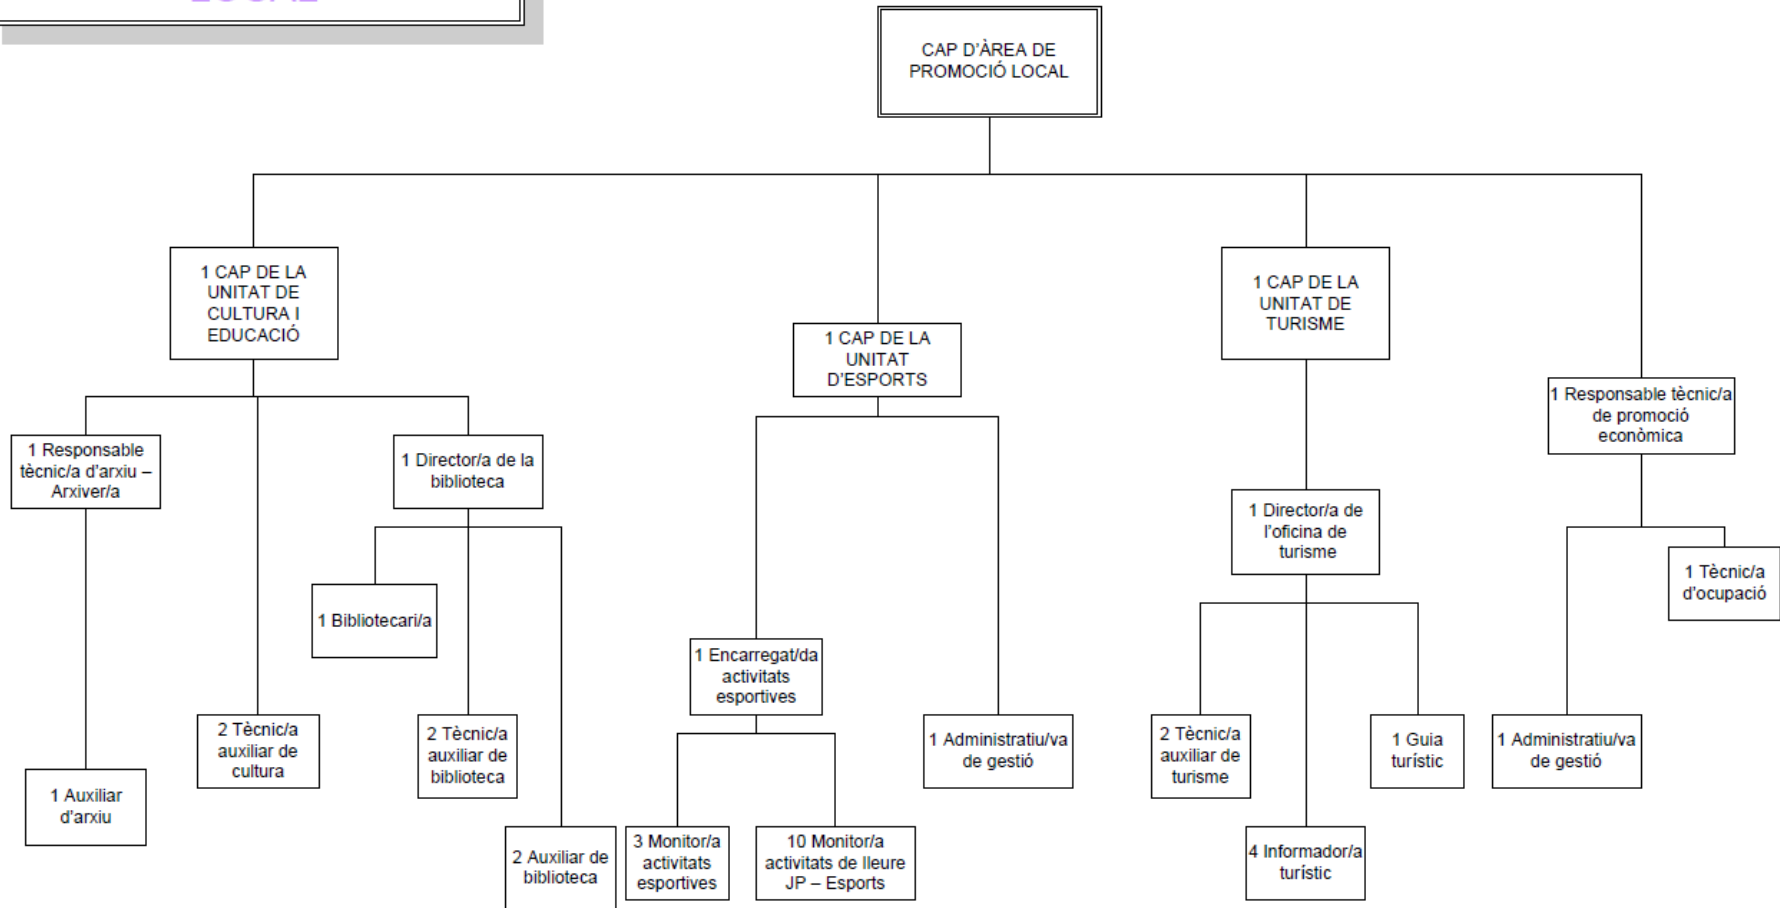 LOCAL
CAP D'ÀREA DE
PROMOCIÓ LOCAL
1 CAP DE LA
UNITAT DE
CULTURA I
EDUCACIÓ
1 CAP DE LA
UNITAT
D'ESPORTS
1 CAP DE LA
UNITAT DE
TURISME
1 Responsable tècnic/a
de promoció
econòmica
1 Responsable
tècnic/a d'arxiu –
Arxiver/a
1 Director/a de la
biblioteca
1 Director/a de
l'oficina de
turisme
1 Tècnic/a
d'ocupació
1 Bibliotecari/a
1 Encarregat/da
activitats
esportives
2 Tècnic/a
auxiliar de
cultura
2 Tècnic/a
auxiliar de
biblioteca
1 Administratiu/va
de gestió
2 Tècnic/a
auxiliar de
turisme
1 Guia
turístic
1 Administratiu/va
de gestió
1 Auxiliar
d'arxiu
2 Auxiliar de
biblioteca
3 Monitor/a
activitats
esportives
10 Monitor/a
activitats de lleure
JP – Esports
4 Informador/a
turístic